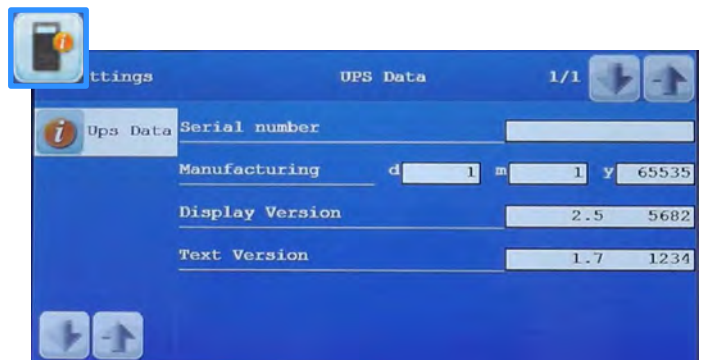 ttings UPS Data 1/1
Ups Data Serial number
Manufacturing d 1 m 1 y 65535
Display Version 2.5 5682
Text Version 1.7 1234